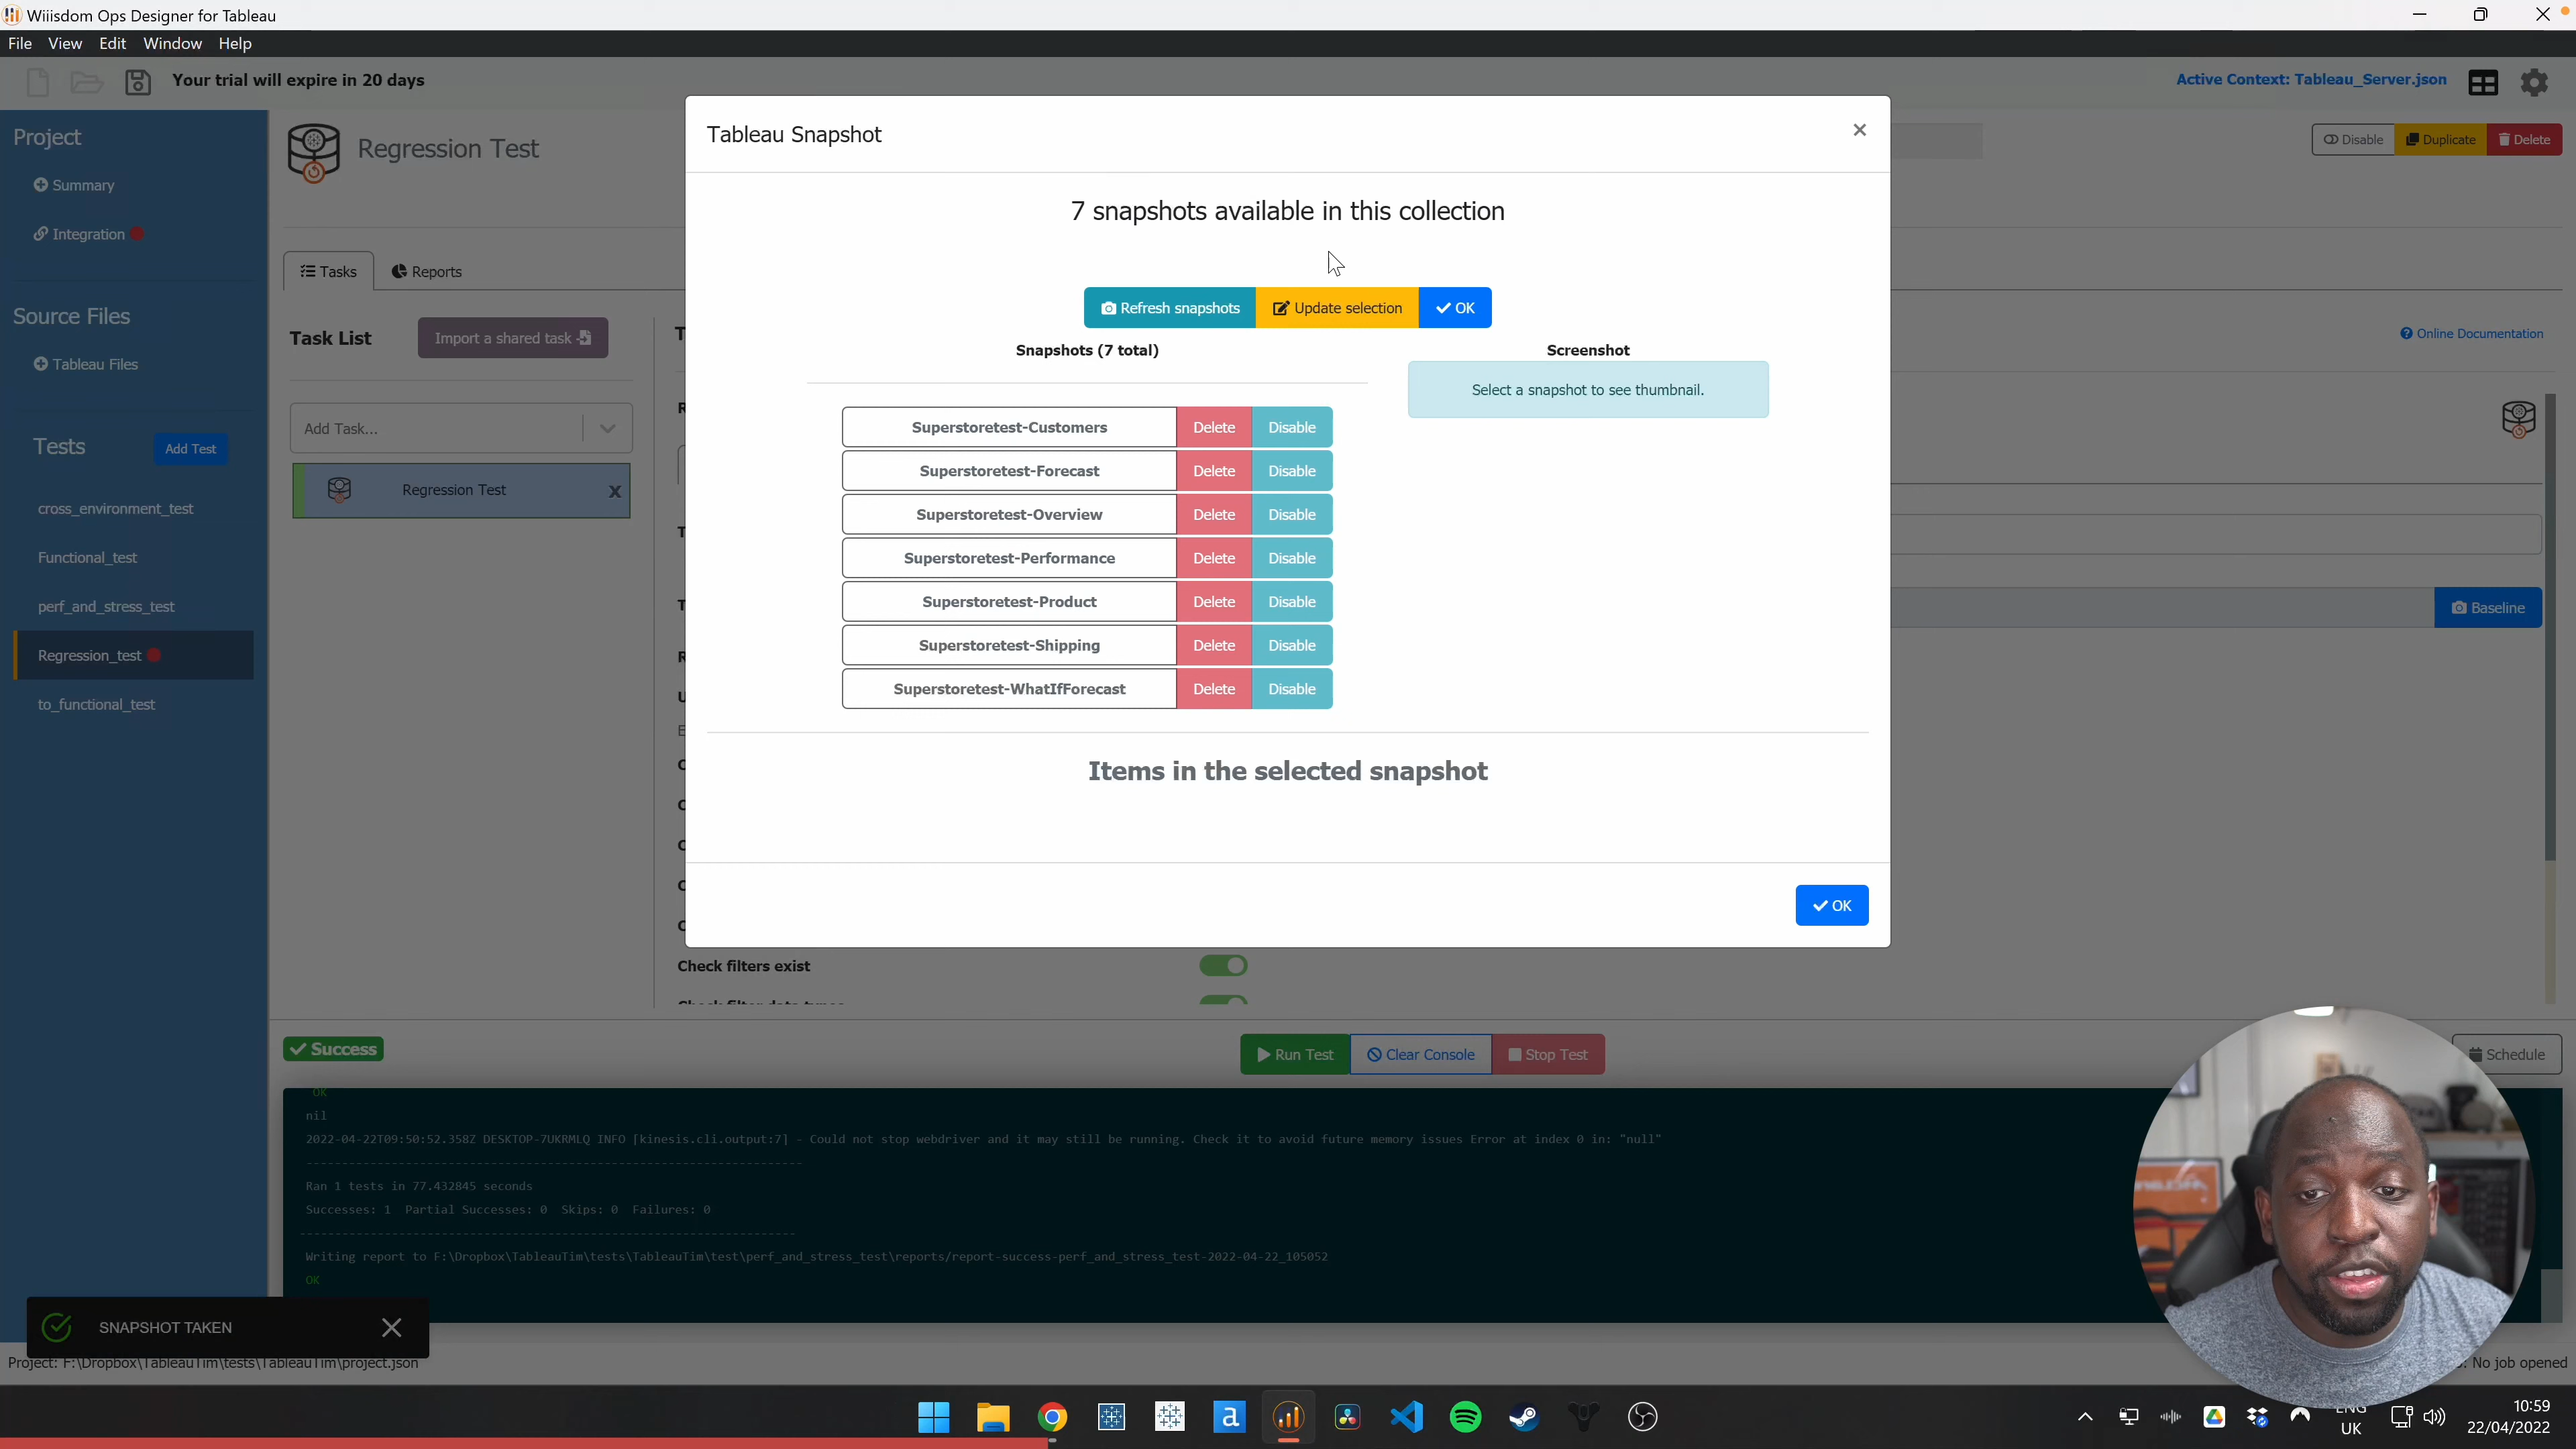 Wiiisdom Ops Designer for Tableau
File View Edit Window Help
Your trial will expire in 20 days
Active Context: Tableau_Server.json
Project
Summary
Integration
Source Files
Tableau Files
Tests
Add Test
cross_environment_test
Functional_test
perf_and_stress_test
Regression_test
to_functional_test
Regression Test
Disable
Duplicate
Delete
Tasks
Reports
Task List
Import a shared task
Online Documentation
Add Task...
Regression Test
X
Baseline
Tableau Snapshot
7 snapshots available in this collection
Refresh snapshots
Update selection
OK
Snapshots (7 total)
Screenshot
Select a snapshot to see thumbnail.
Superstoretest-Customers Delete Disable
Superstoretest-Forecast Delete Disable
Superstoretest-Overview Delete Disable
Superstoretest-Performance Delete Disable
Superstoretest-Product Delete Disable
Superstoretest-Shipping Delete Disable
Superstoretest-WhatIfForecast Delete Disable
Items in the selected snapshot
OK
Check filters exist
Success
Run Test
Clear Console
Stop Test
Schedule
OK
nil
2022-04-22T09:50:52.358Z DESKTOP-7UKRMLQ INFO [kinesis.cli.output:7] - Could not stop webdriver and it may still be running. Check it to avoid future memory issues Error at index 0 in: "null"
Ran 1 tests in 77.432845 seconds
Successes: 1 Partial Successes: 0 Skips: 0 Failures: 0
Writing report to F:\Dropbox\TableauTim\tests\TableauTim\test\perf_and_stress_test\reports/report-success-perf_and_stress_test-2022-04-22_105052
OK
SNAPSHOT TAKEN
Project: F:\Dropbox\TableauTim\tests\TableauTim\project.json
No job opened
ENG
UK
10:59
22/04/2022